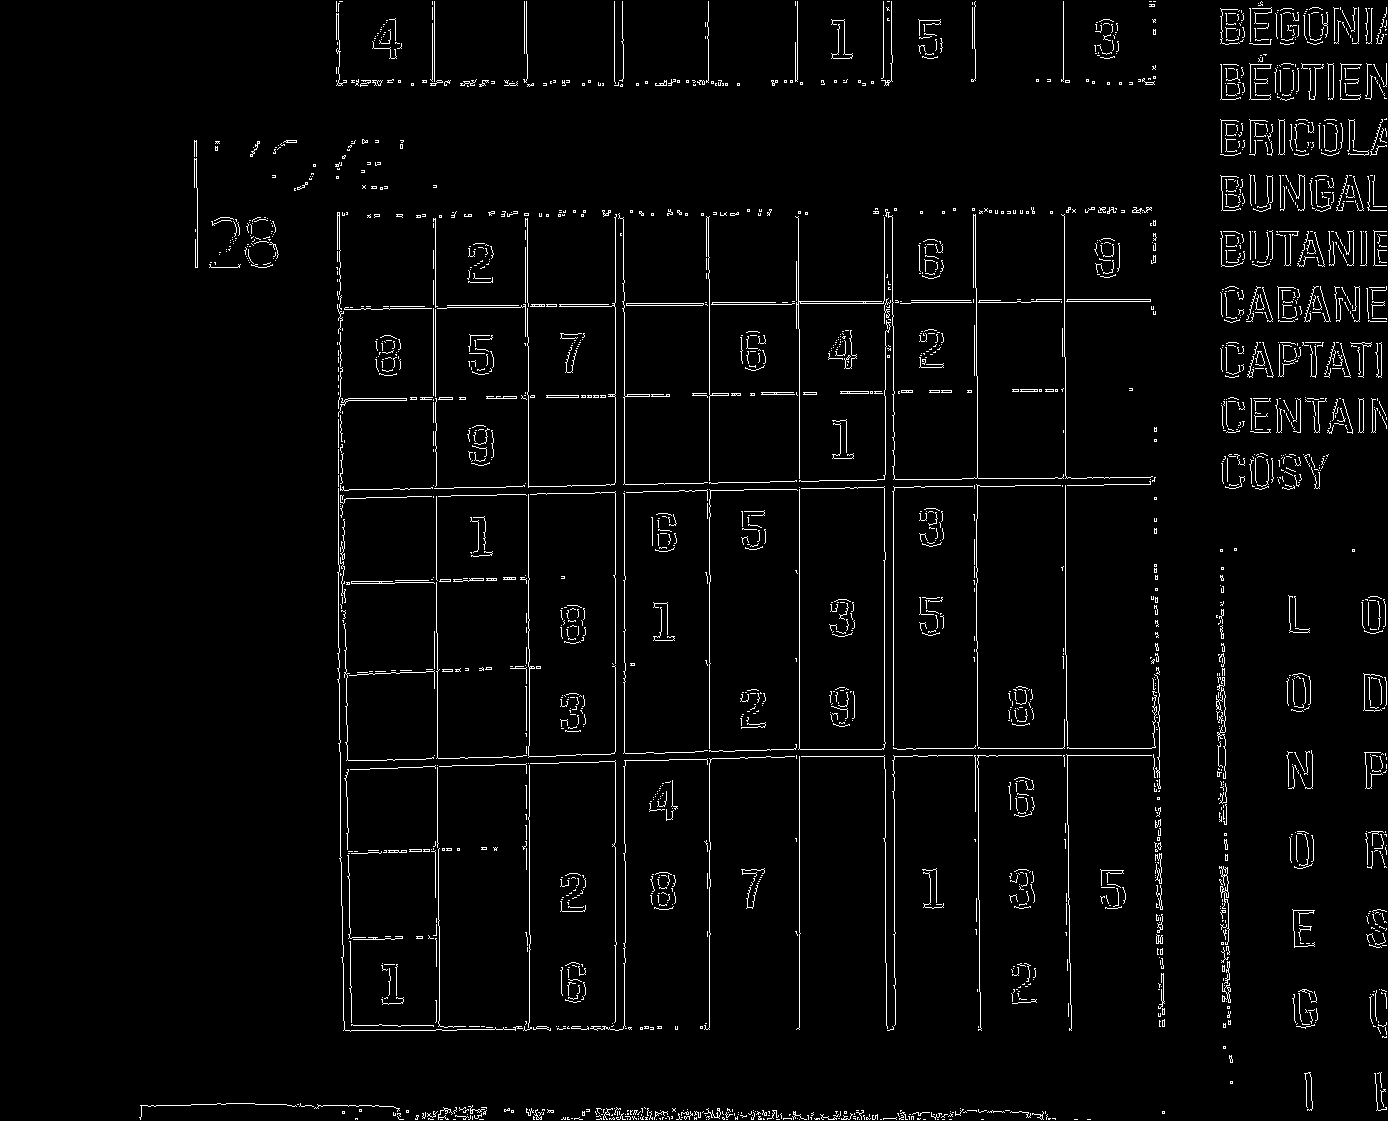 4 1 5 3
28
2 6 9
8 5 7 6 4 2
9 1
1 6 5 3
8 1 3 5
3 2 9 8
4 6
2 8 7 1 3 5
1 6 2
BÉGONIA
BÉOTIEN
BRICOLA
BUNGAL
BUTANIE
CABANE
CAPTATI
CENTAIN
COSY
L O
O D
N P
O R
E S
G Q
I